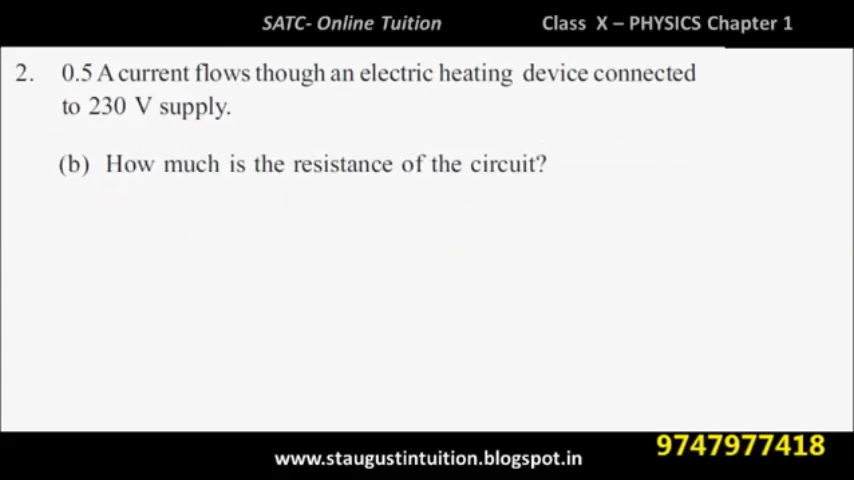 SATC- Online Tuition Class X – PHYSICS Chapter 1
2. 0.5 A current flows though an electric heating device connected
to 230 V supply.
(b) How much is the resistance of the circuit?
www.staugustintuition.blogspot.in
9747977418